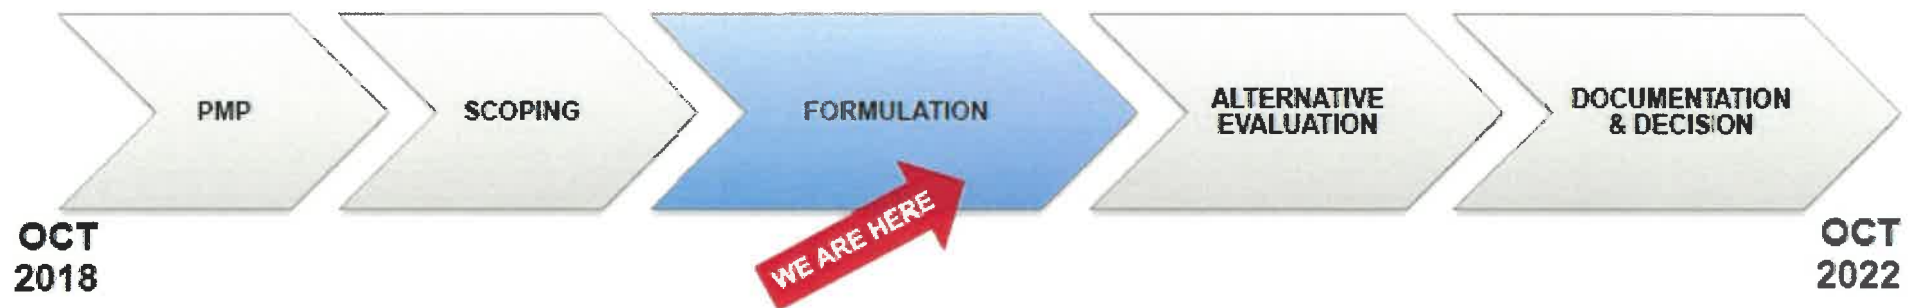 PMP
SCOPING
FORMULATION
ALTERNATIVE
EVALUATION
DOCUMENTATION
& DECISION
WE ARE HERE
OCT
2018
OCT
2022